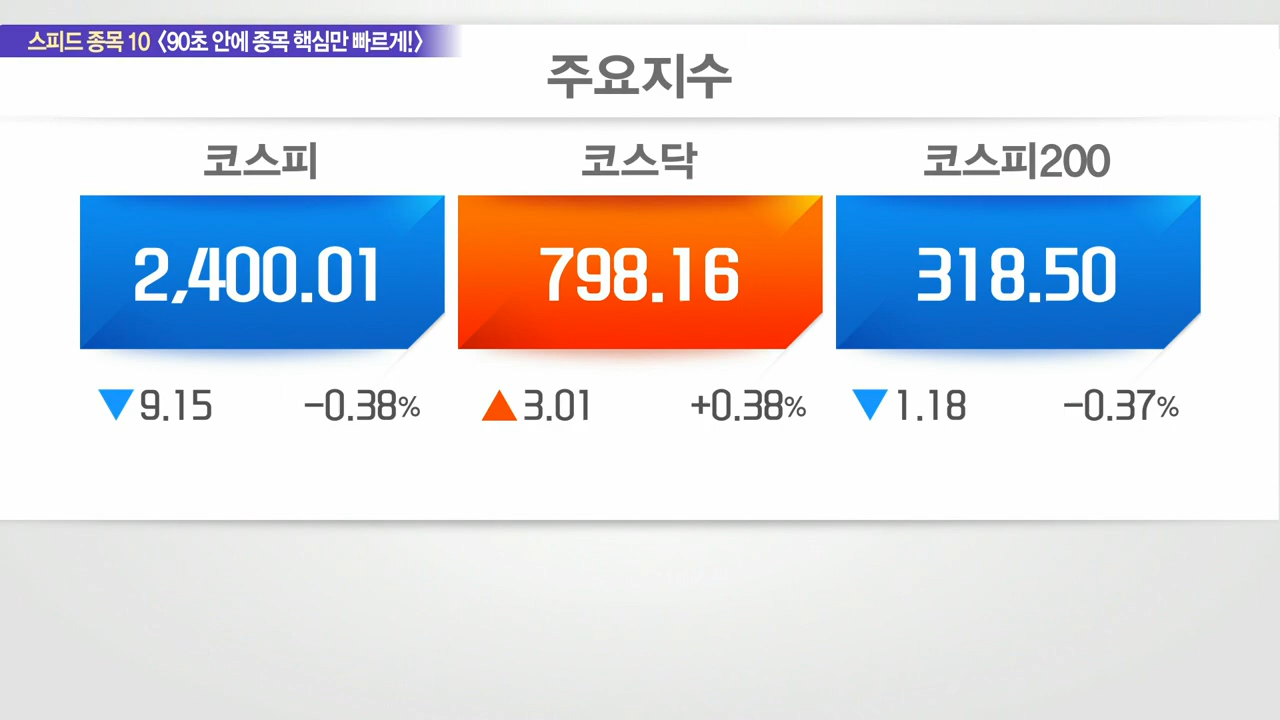 스피드 종목 10 <90초 안에 종목 핵심만 빠르게!>
주요지수
코스피 코스닥 코스피200
2,400.01 798.16 318.50
▼ 9.15 -0.38% ▲ 3.01 +0.38% ▼ 1.18 -0.37%